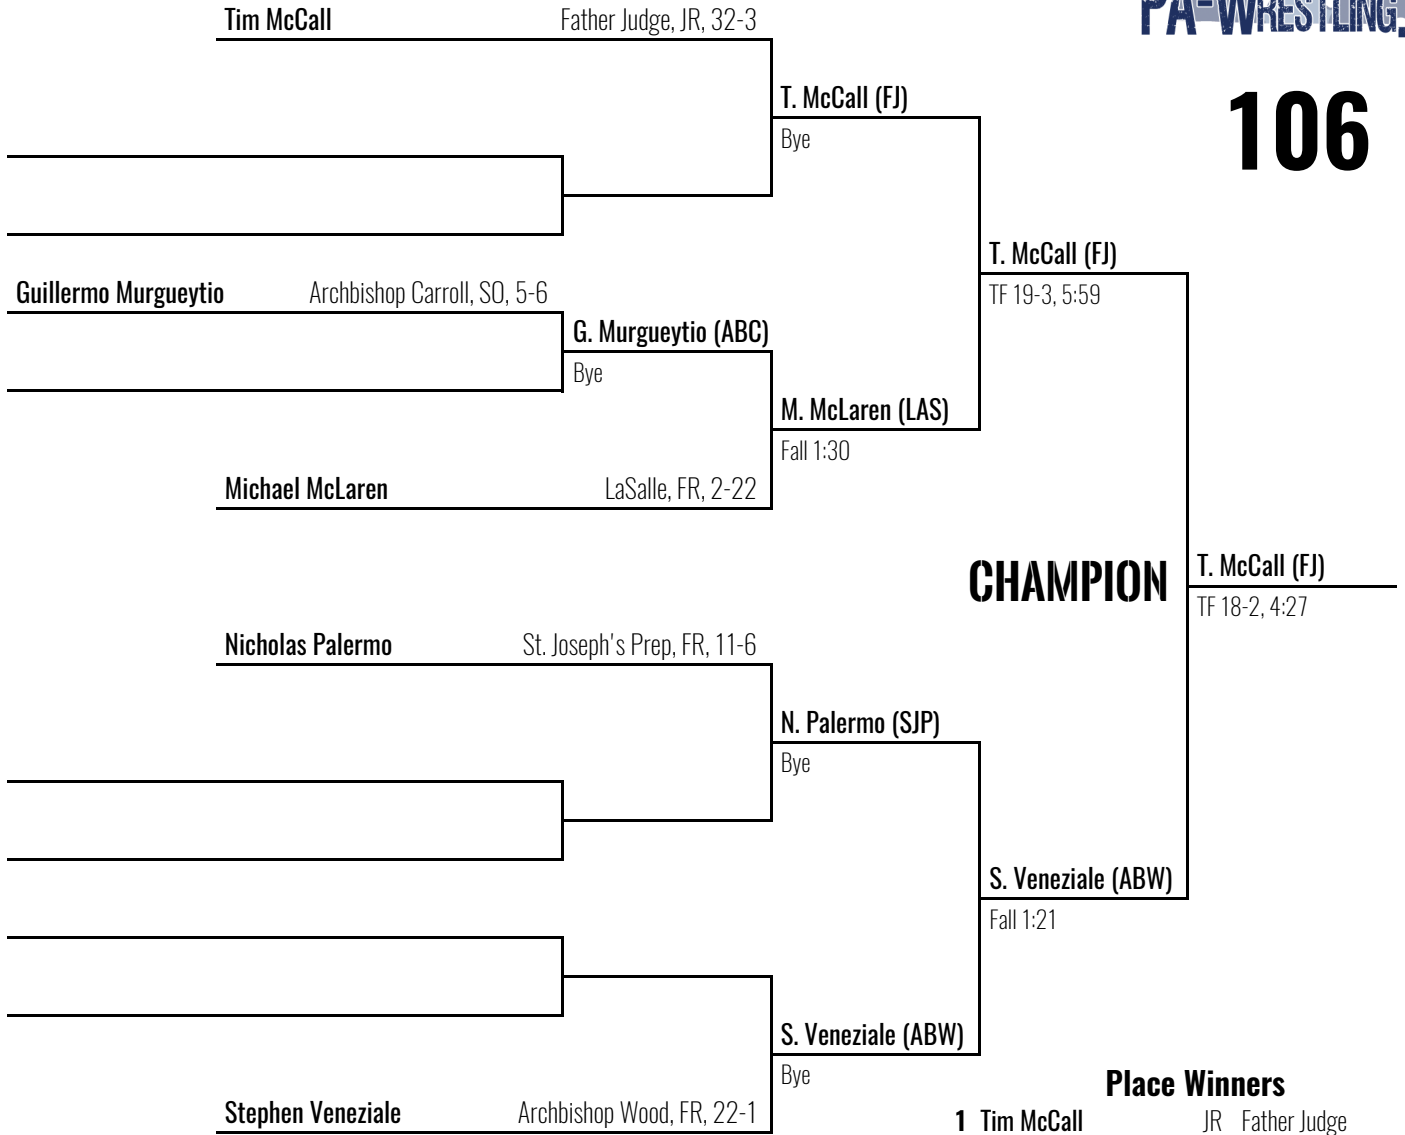 Tim McCall Father Judge, JR, 32-3
PA-WRESTLING.
T. McCall (FJ)
Bye
106
T. McCall (FJ)
TF 19-3, 5:59
Guillermo Murgueytio Archbishop Carroll, SO, 5-6
G. Murgueytio (ABC)
Bye
M. McLaren (LAS)
Fall 1:30
Michael McLaren LaSalle, FR, 2-22
CHAMPION
T. McCall (FJ)
TF 18-2, 4:27
Nicholas Palermo St. Joseph's Prep, FR, 11-6
N. Palermo (SJP)
Bye
S. Veneziale (ABW)
Fall 1:21
S. Veneziale (ABW)
Bye
Stephen Veneziale Archbishop Wood, FR, 22-1
Place Winners
1 Tim McCall JR Father Judge